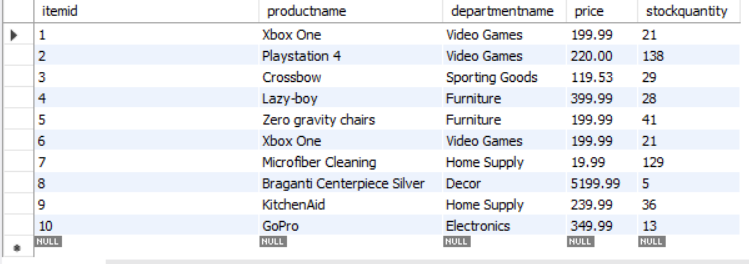 itemid productname departmentname price stockquantity
1 Xbox One Video Games 199.99 21
2 Playstation 4 Video Games 220.00 138
3 Crossbow Sporting Goods 119.53 29
4 Lazy-boy Furniture 399.99 28
5 Zero gravity chairs Furniture 199.99 41
6 Xbox One Video Games 199.99 21
7 Microfiber Cleaning Home Supply 19.99 129
8 Braganti Centerpiece Silver Decor 5199.99 5
9 KitchenAid Home Supply 239.99 36
10 GoPro Electronics 349.99 13
NULL NULL NULL NULL NULL